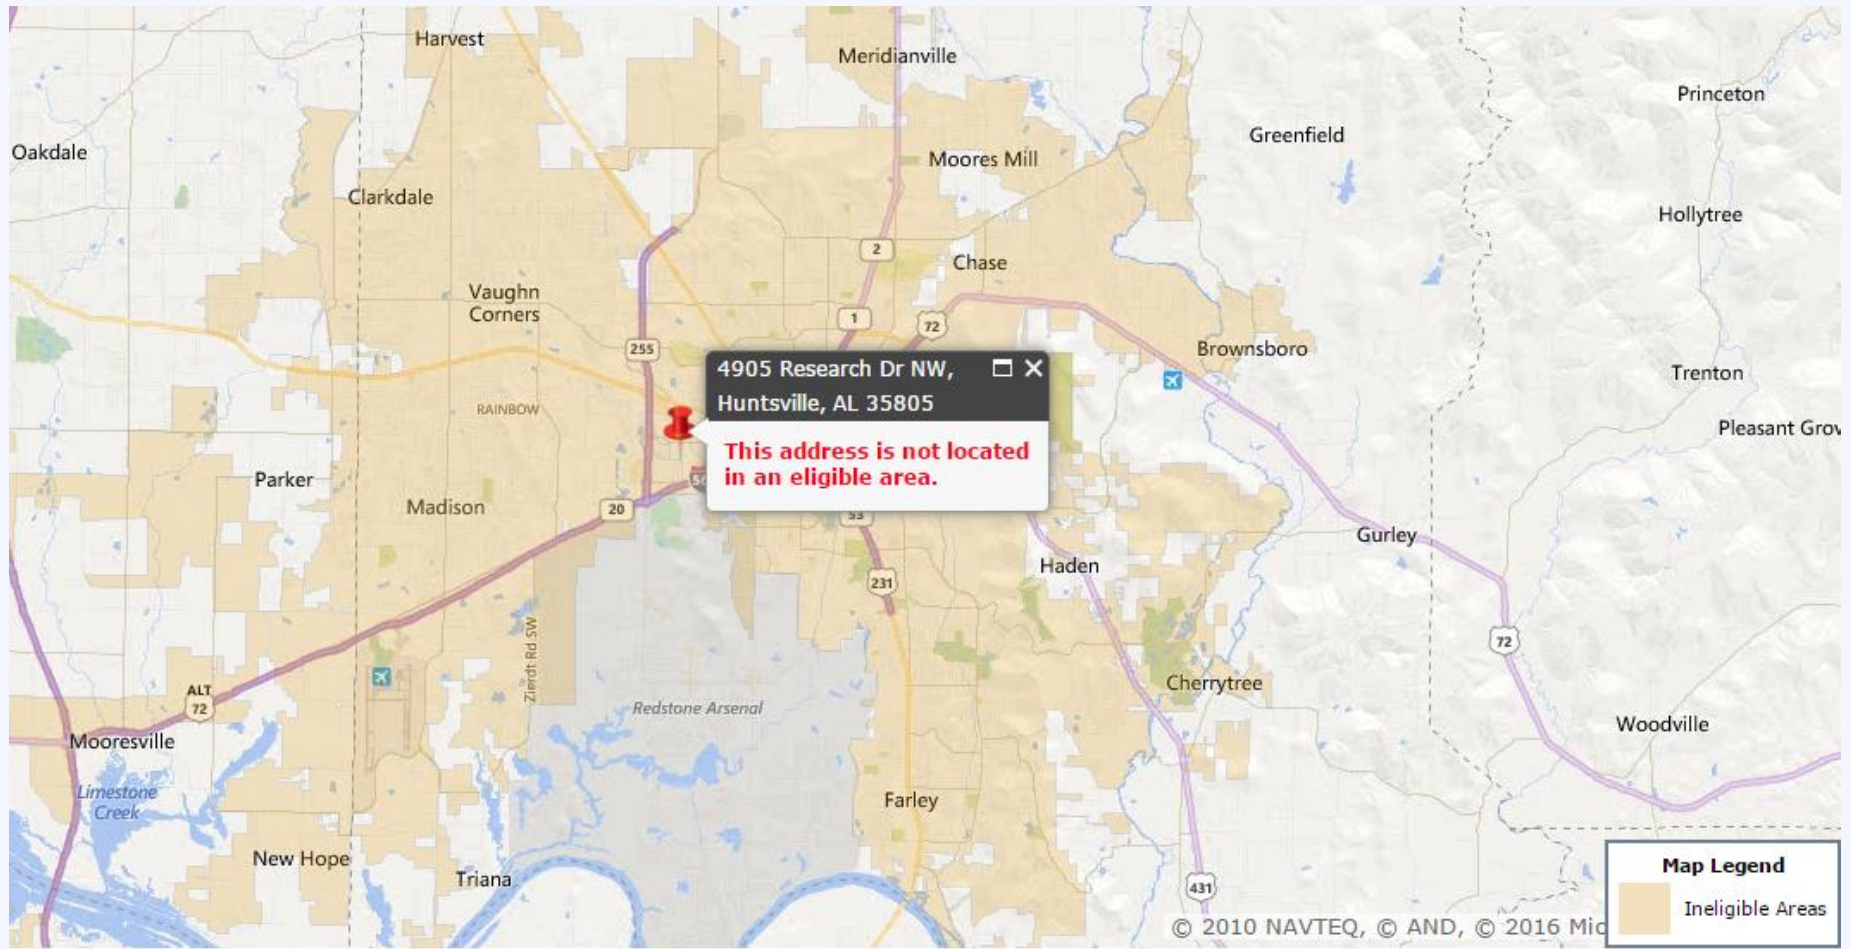 Harvest
Meridianville
Princeton
Greenfield
Oakdale
Moores Mill
Clarkdale
Hollytree
2
Chase
Vaughn
Corners
1
72
255
Brownsboro
4905 Research Dr NW,
Huntsville, AL 35805
Trenton
RAINBOW
Pleasant Grov
This address is not located
in an eligible area.
Parker
Madison
20
53
Gurley
Haden
231
Zierdt Rd SW
72
Cherrytree
ALT
72
Redstone Arsenal
Woodville
Mooresville
Limestone
Creek
Farley
New Hope
Triana
431
Map Legend
Ineligible Areas
© 2010 NAVTEQ, © AND, © 2016 Mic